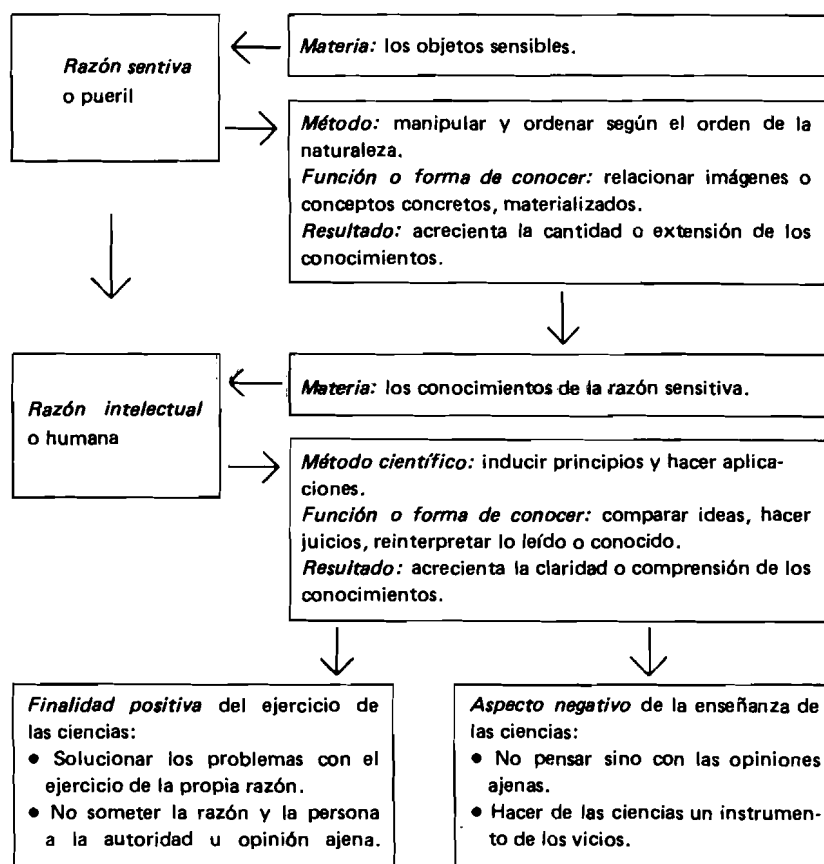 Razón sentiva
o pueril
Materia: los objetos sensibles.
Método: manipular y ordenar según el orden de la
naturaleza.
Función o forma de conocer: relacionar imágenes o
conceptos concretos, materializados.
Resultado: acrecienta la cantidad o extensión de los
conocimientos.
Razón intelectual
o humana
Materia: los conocimientos de la razón sensitiva.
Método científico: inducir principios y hacer aplica-
ciones.
Función o forma de conocer: comparar ideas, hacer
juicios, reinterpretar lo leído o conocido.
Resultado: acrecienta la claridad o comprensión de los
conocimientos.
Finalidad positiva del ejercicio de
las ciencias:
• Solucionar los problemas con el
ejercicio de la propia razón.
• No someter la razón y la persona
a la autoridad u opinión ajena.
Aspecto negativo de la enseñanza de
las ciencias:
• No pensar sino con las opiniones
ajenas.
• Hacer de las ciencias un instrumen-
to de los vicios.